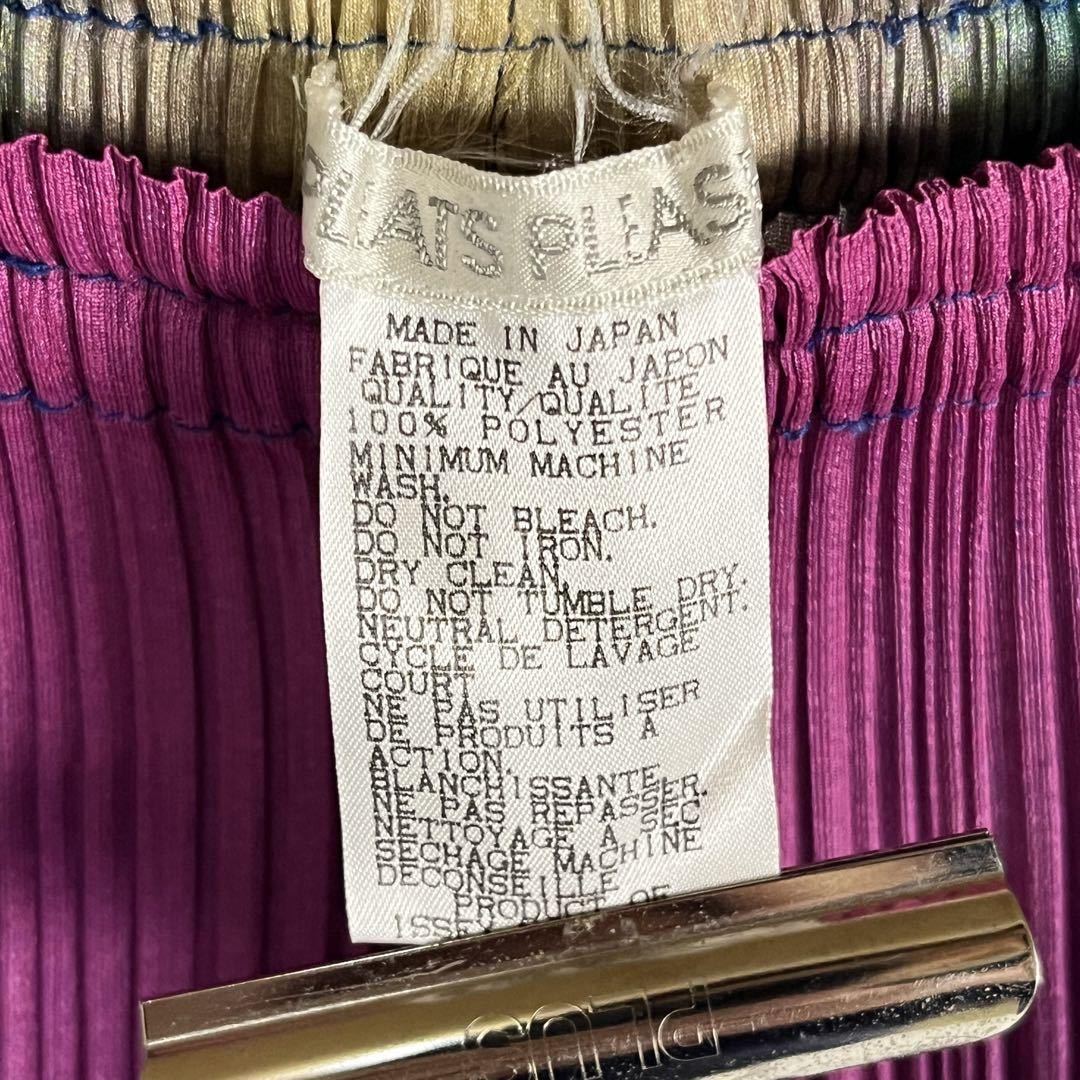 PLEATS PLEAS
MADE IN JAPAN
FABRIQUE AU JAPON
QUALITY/QUALITE
100% POLYESTER
MINIMUM MACHINE
WASH.
DO NOT BLEACH.
DO NOT IRON.
DRY CLEAN.
DO NOT TUMBLE DRY.
NEUTRAL DETERGENT.
CYCLE DE LAVAGE
COURT
NE PAS UTILISER
DE PRODUITS A
ACTION
BLANCHISSANTE.
NE PAS REPASSER.
NETTOYAGE A SEC
SECHAGE MACHINE
DECONSEILLE
PRODUCT OF
ISSE
PLUS